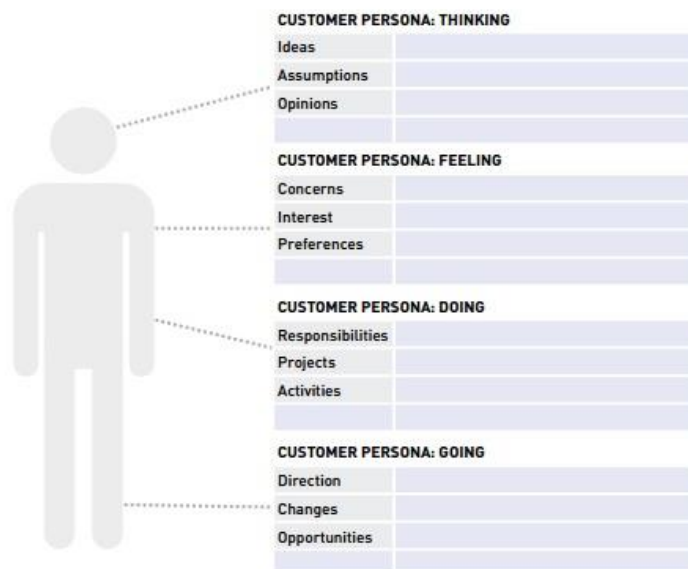 CUSTOMER PERSONA: THINKING
Ideas
Assumptions
Opinions
CUSTOMER PERSONA: FEELING
Concerns
Interest
Preferences
CUSTOMER PERSONA: DOING
Responsibilities
Projects
Activities
CUSTOMER PERSONA: GOING
Direction
Changes
Opportunities